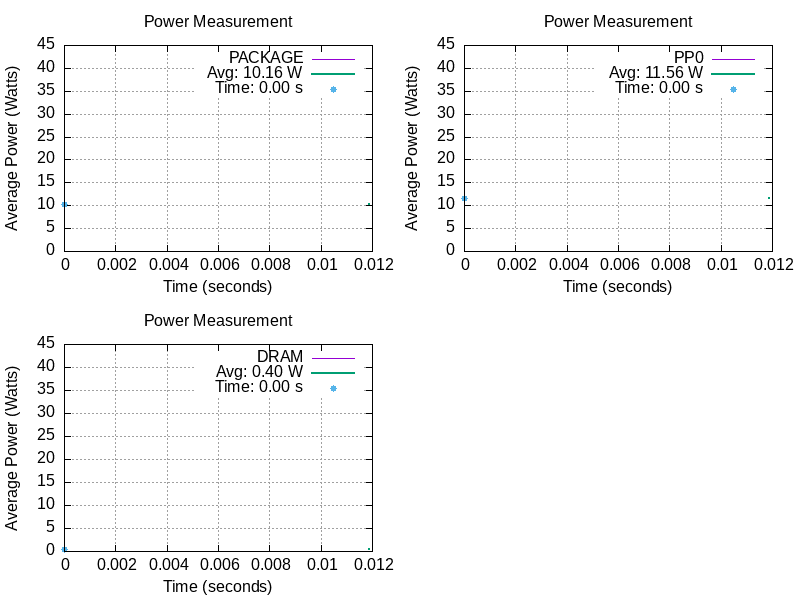 Power Measurement
45
40
35
30
25
20
15
10
5
0
Average Power (Watts)
PACKAGE
Avg: 10.16 W
Time: 0.00 s
0 0.002 0.004 0.006 0.008 0.01 0.012
Time (seconds)
Power Measurement
45
40
35
30
25
20
15
10
5
0
Average Power (Watts)
PP0
Avg: 11.56 W
Time: 0.00 s
0 0.002 0.004 0.006 0.008 0.01 0.012
Time (seconds)
Power Measurement
45
40
35
30
25
20
15
10
5
0
Average Power (Watts)
DRAM
Avg: 0.40 W
Time: 0.00 s
0 0.002 0.004 0.006 0.008 0.01 0.012
Time (seconds)